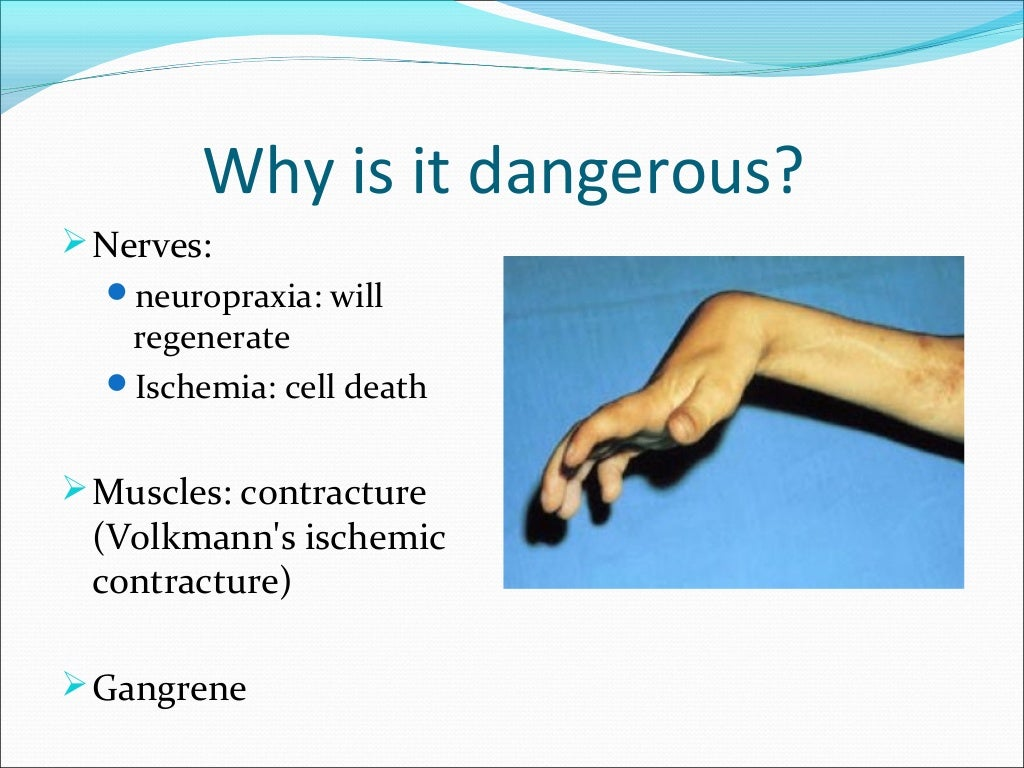 Why is it dangerous?
Nerves:
neuropraxia: will
regenerate
Ischemia: cell death
Muscles: contracture
(Volkmann's ischemic
contracture)
Gangrene